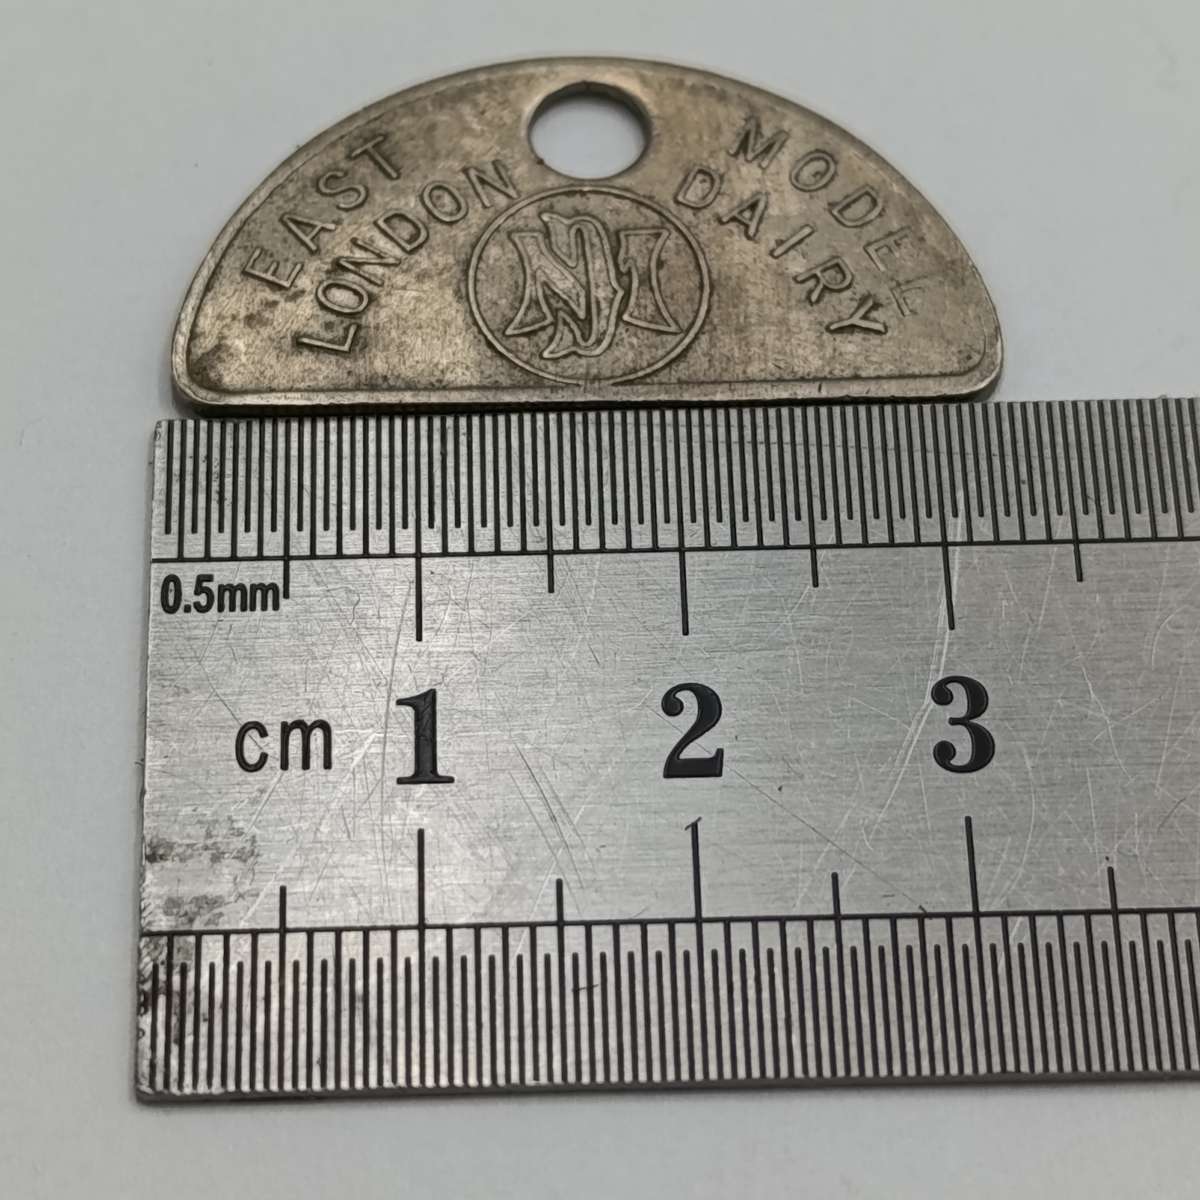 EAST
LONDON
MODEL
DAIRY
0.5mm
cm 1 2 3